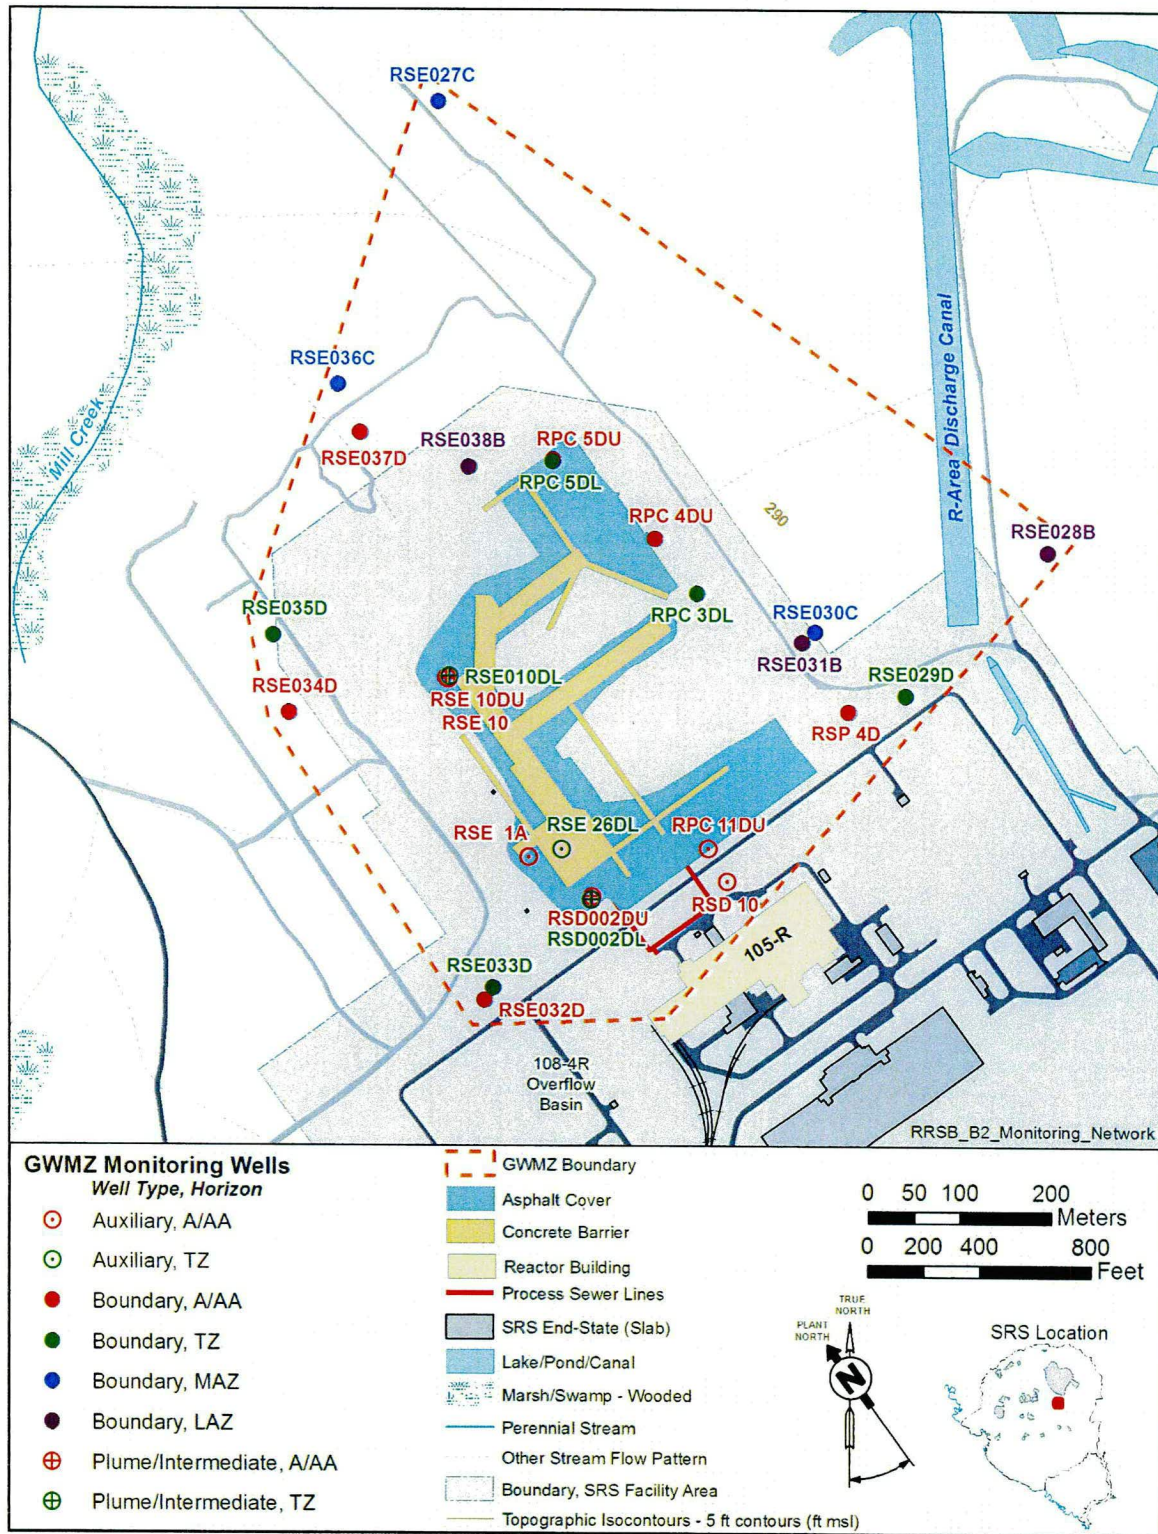 RSE027C
RSE036C
Mill Creek
RSE037D
RSE038B
RPC 5DU
RPC 5DL
RPC 4DU
290
R-Area Discharge Canal
RSE028B
RPC 3DL
RSE030C
RSE031B
RSE035D
RSE034D
RSE010DL
RSE 10DU
RSE 10
RSE029D
RSP 4D
RSE 1A
RSE 26DL
RPC 11DU
RSD 10
RSD002DU
RSD002DL
105-R
RSE033D
RSE032D
108-4R
Overflow
Basin
RRSB_B2_Monitoring_Network
GWMZ Monitoring Wells
Well Type, Horizon
Auxiliary, A/AA
Auxiliary, TZ
Boundary, A/AA
Boundary, TZ
Boundary, MAZ
Boundary, LAZ
Plume/Intermediate, A/AA
Plume/Intermediate, TZ
GWMZ Boundary
Asphalt Cover
Concrete Barrier
Reactor Building
Process Sewer Lines
SRS End-State (Slab)
Lake/Pond/Canal
Marsh/Swamp - Wooded
Perennial Stream
Other Stream Flow Pattern
Boundary, SRS Facility Area
Topographic Isocontours - 5 ft contours (ft msl)
0 50 100 200
Meters
0 200 400 800
Feet
TRUE
NORTH
PLANT
NORTH
N
SRS Location